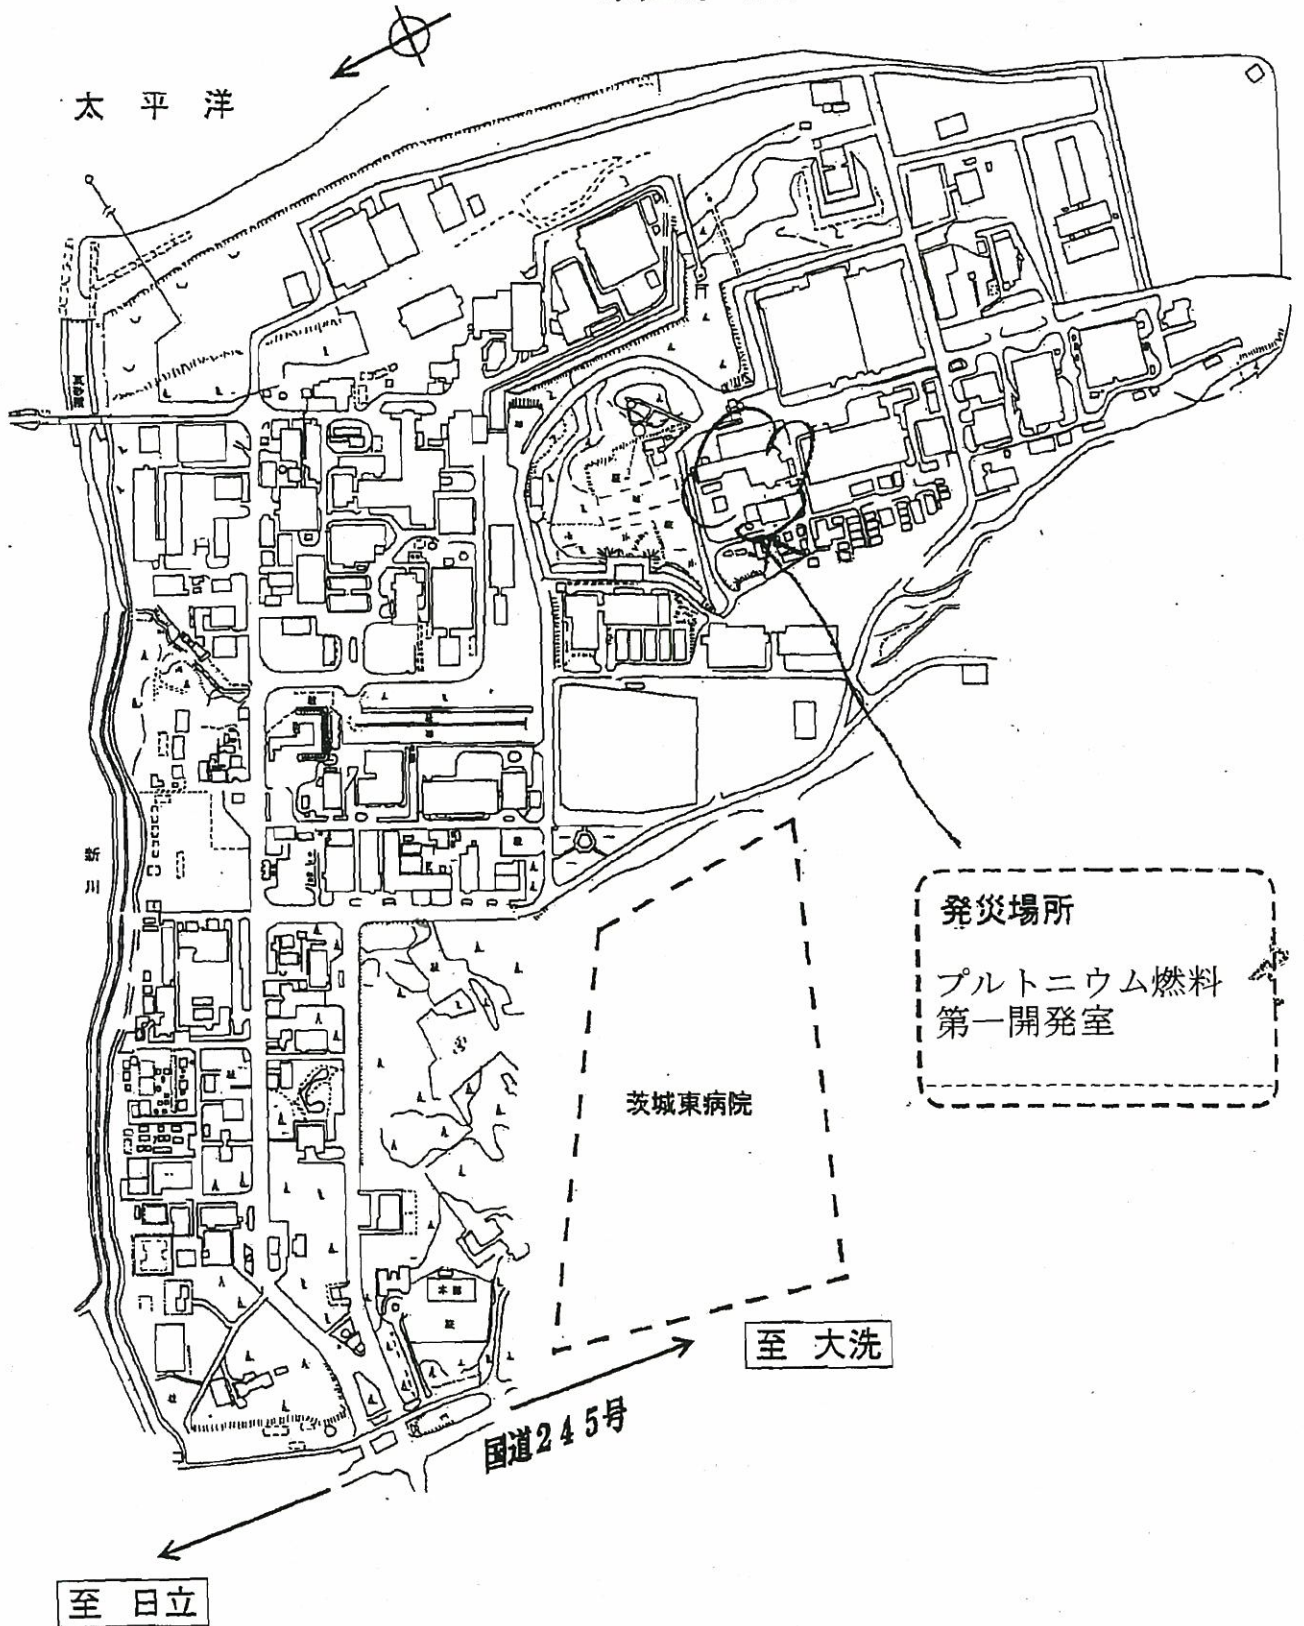 太平洋
新川
発災場所
プルトニウム燃料
第一開発室
茨城東病院
本部
至 大洗
国道245号
至 日立